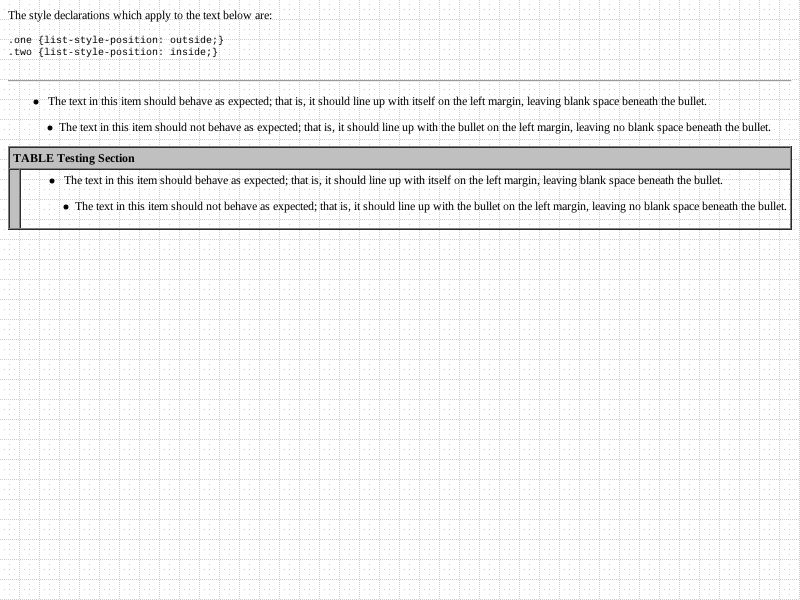 The style declarations which apply to the text below are:
.one {list-style-position: outside;}
.two {list-style-position: inside;}
● The text in this item should behave as expected; that is, it should line up with itself on the left margin, leaving blank space beneath the bullet.
● The text in this item should not behave as expected; that is, it should line up with the bullet on the left margin, leaving no blank space beneath the bullet.
TABLE Testing Section
● The text in this item should behave as expected; that is, it should line up with itself on the left margin, leaving blank space beneath the bullet.
● The text in this item should not behave as expected; that is, it should line up with the bullet on the left margin, leaving no blank space beneath the bullet.